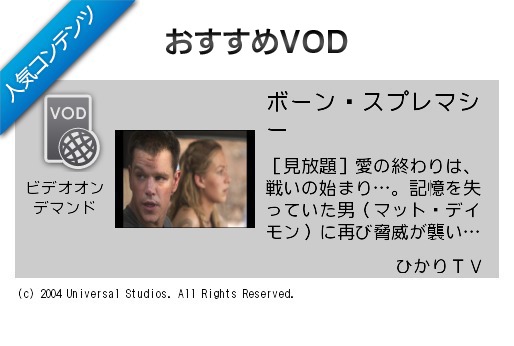 人気コンテンツ
おすすめVOD
VOD
ビデオオン
デマンド
ボーン・スプレマシ
ー
［見放題］愛の終わりは、
戦いの始まり…。記憶を失
っていた男（マット・デイ
モン）に再び脅威が襲い…
ひかりＴＶ
(c) 2004 Universal Studios. All Rights Reserved.